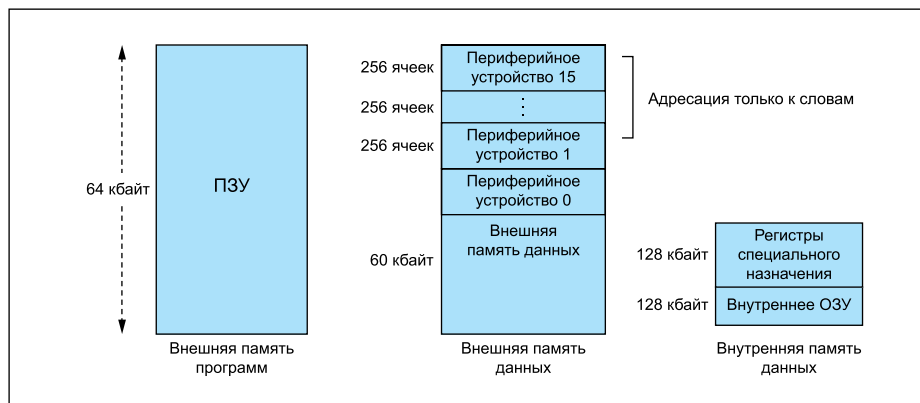 64 кбайт
ПЗУ
Внешняя память
программ
256 ячеек
Периферийное
устройство 15
256 ячеек
⋮
256 ячеек
Периферийное
устройство 1
Периферийное
устройство 0
60 кбайт
Внешняя
память данных
Внешняя память
данных
Адресация только к словам
128 кбайт
Регистры
специального
назначения
128 кбайт
Внутреннее ОЗУ
Внутренняя память
данных